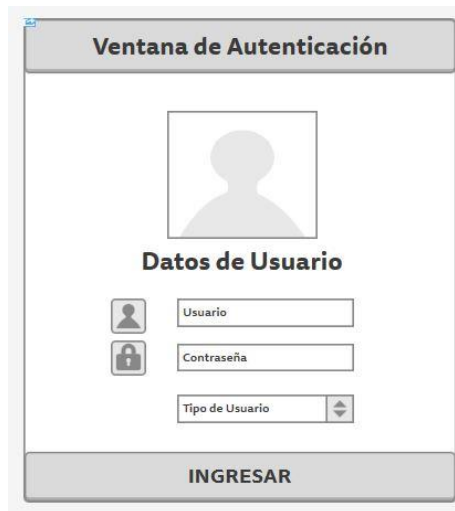 Ventana de Autenticación
Datos de Usuario
Usuario
Contraseña
Tipo de Usuario
INGRESAR